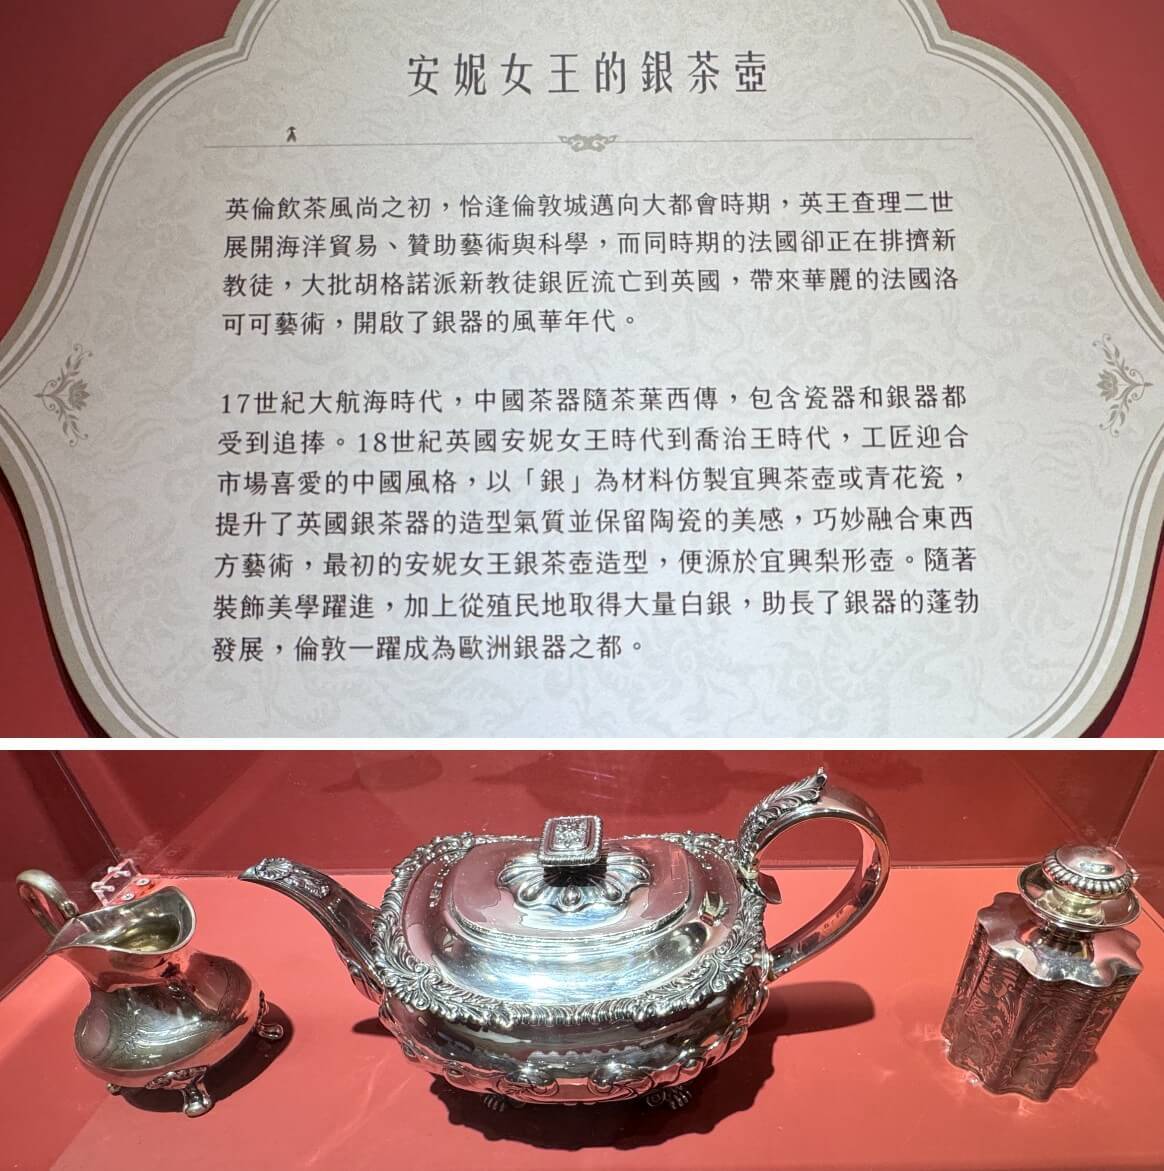 安妮女王的銀茶壺
英倫飲茶風尚之初，恰逢倫敦城邁向大都會時期，英王查理二世
展開海洋貿易、贊助藝術與科學，而同時期的法國卻正在排擠新
教徒，大批胡格諾派新教徒銀匠流亡到英國，帶來華麗的法國洛
可可藝術，開啟了銀器的風華年代。
17世紀大航海時代，中國茶器隨茶葉西傳，包含瓷器和銀器都
受到追捧。18世紀英國安妮女王時代到喬治王時代，工匠迎合
市場喜愛的中國風格，以「銀」為材料仿製宜興茶壺或青花瓷，
提升了英國銀茶器的造型氣質並保留陶瓷的美感，巧妙融合東西
方藝術，最初的安妮女王銀茶壺造型，便源於宜興梨形壺。隨著
裝飾美學躍進，加上從殖民地取得大量白銀，助長了銀器的蓬勃
發展，倫敦一躍成為歐洲銀器之都。